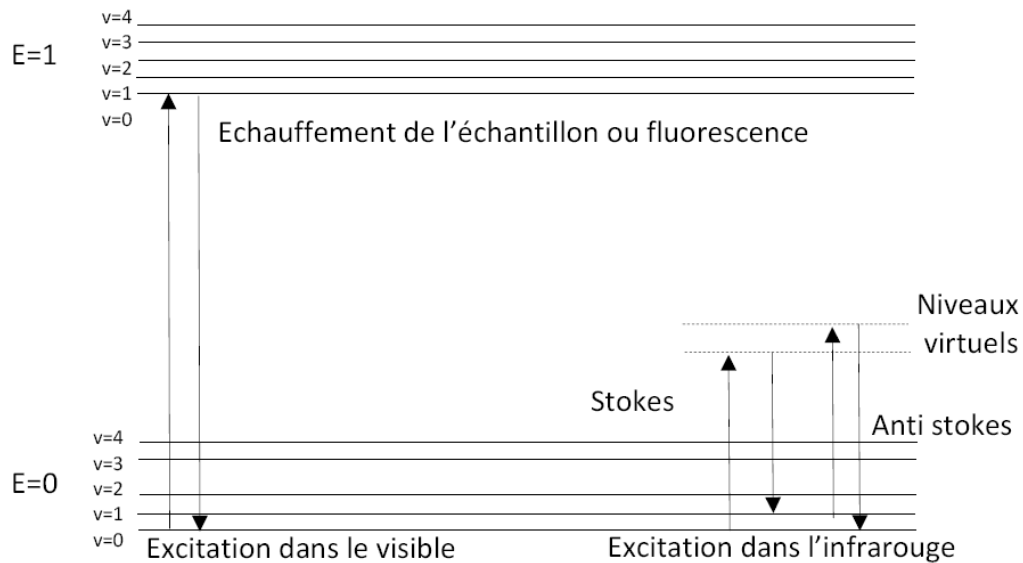 v=4
v=3
E=1
v=2
v=1
v=0
Echauffement de l’échantillon ou fluorescence
Niveaux
virtuels
Stokes
Anti stokes
v=4
v=3
E=0
v=2
v=1
v=0
Excitation dans le visible
Excitation dans l’infrarouge